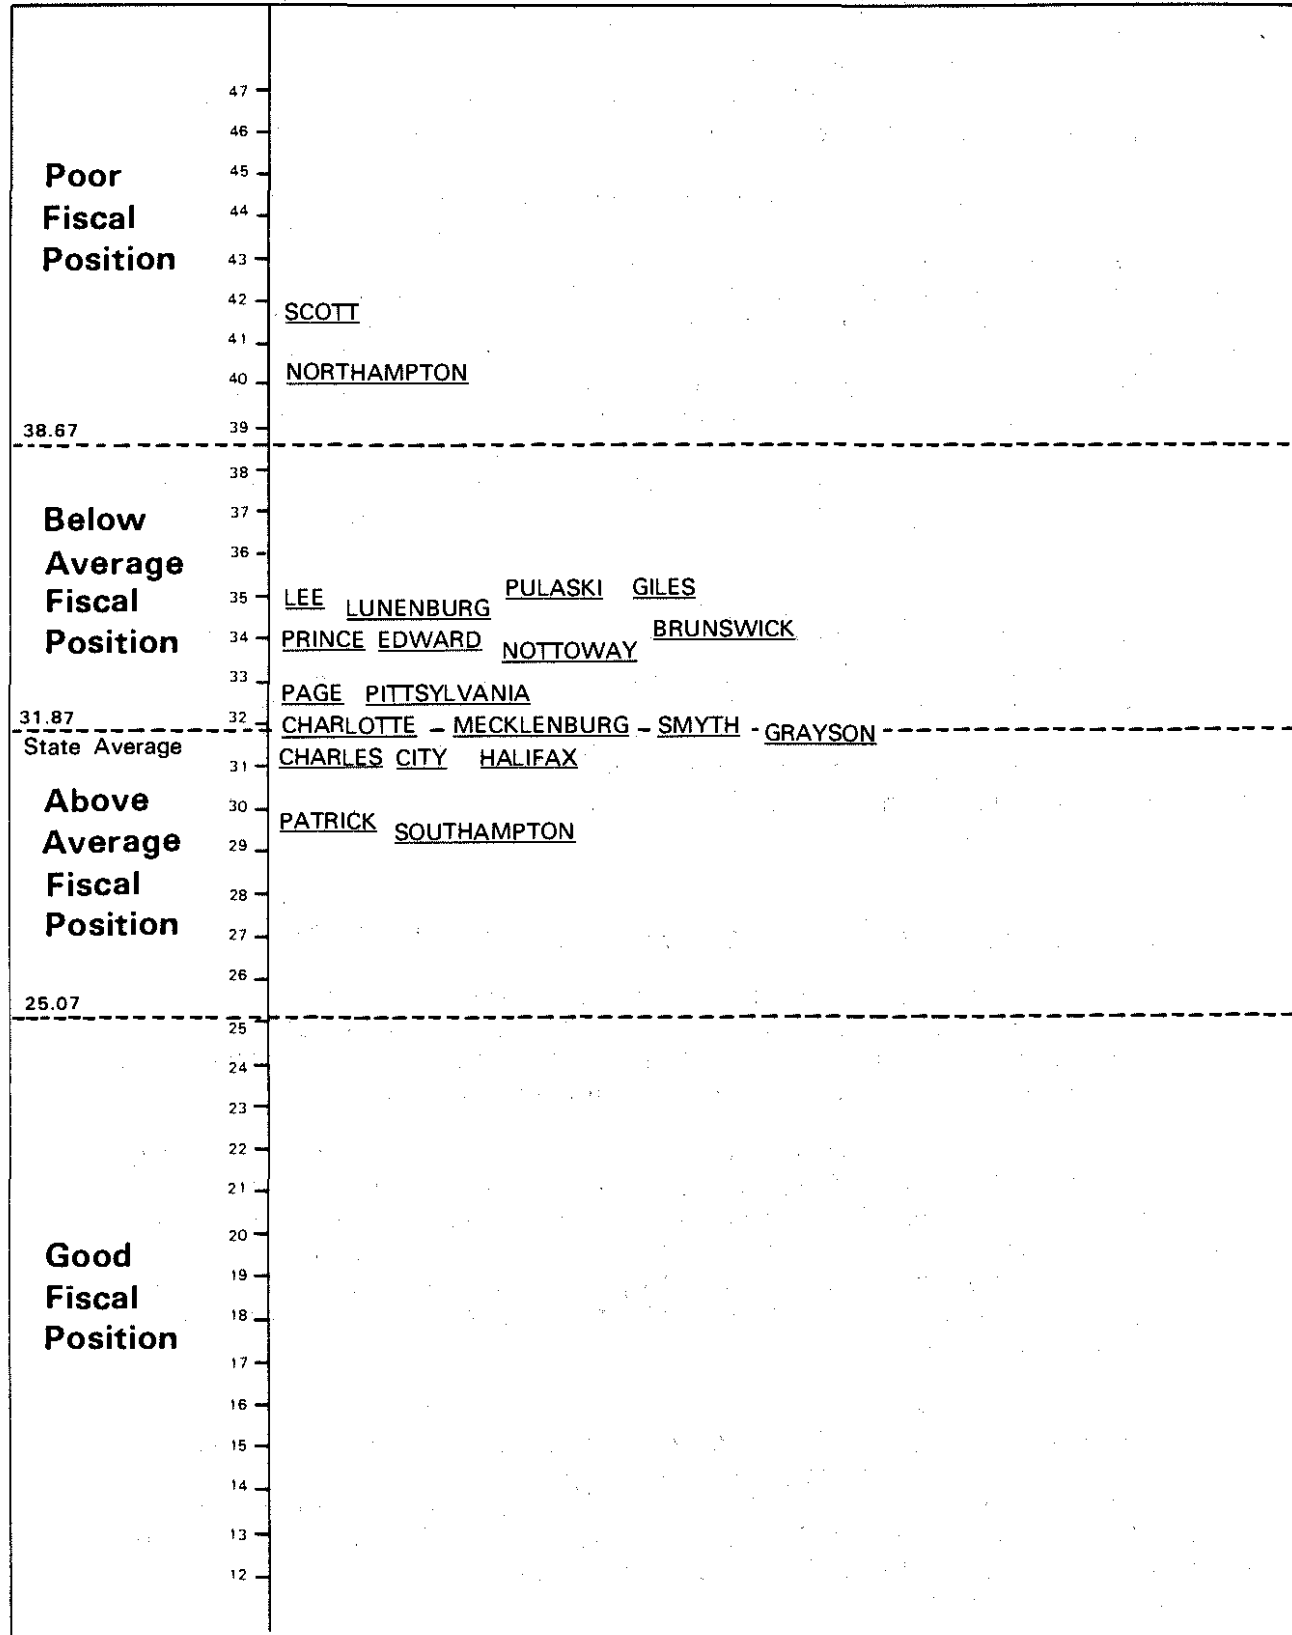 47
46
Poor 45
Fiscal 44
Position 43
42 SCOTT
41
40 NORTHAMPTON
38.67 39
38
Below 37
Average 36
Fiscal 35 LEE LUNENBURG PULASKI GILES
Position 34 PRINCE EDWARD NOTTOWAY BRUNSWICK
33 PAGE PITTSYLVANIA
31.87 32 CHARLOTTE MECKLENBURG SMYTH GRAYSON
State Average
31 CHARLES CITY HALIFAX
Above 30 PATRICK SOUTHAMPTON
Average 29
Fiscal 28
Position 27
26
25.07
25
24
23
22
21
20
Good
Fiscal 19
18
Position
17
16
15
14
13
12